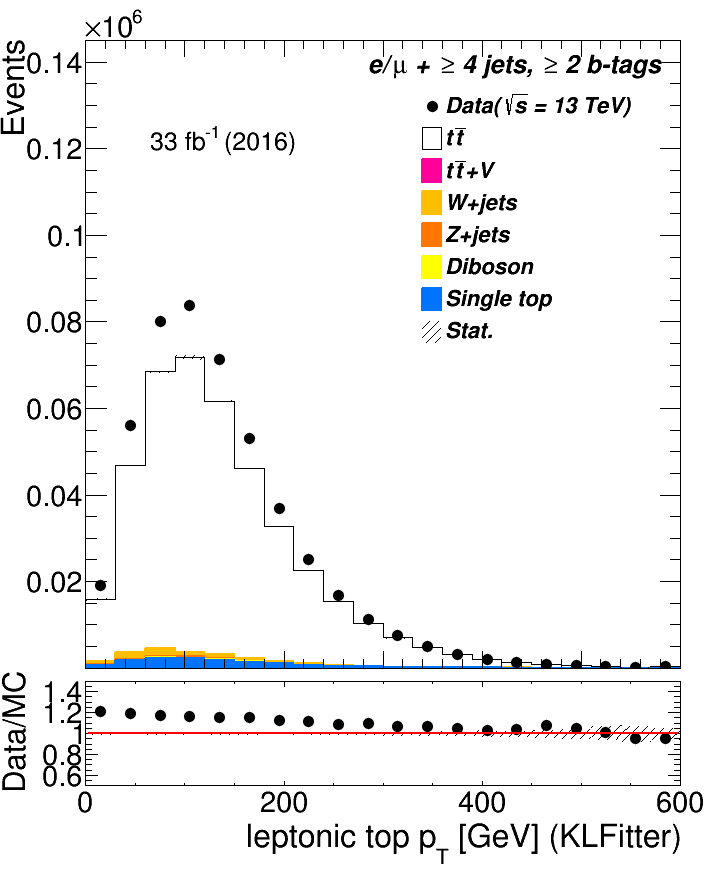 ×10⁶
Events
0.14
0.12
0.1
0.08
0.06
0.04
0.02
e/μ + ≥ 4 jets, ≥ 2 b-tags
33 fb⁻¹ (2016)
Data(√s = 13 TeV)
tt̅
tt̅+V
W+jets
Z+jets
Diboson
Single top
Stat.
Data/MC
1.4
1.2
1
0.8
0.6
0 200 400 600
leptonic top p_T [GeV] (KLFitter)